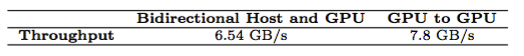 Bidirectional Host and GPU GPU to GPU
Throughput 6.54 GB/s 7.8 GB/s